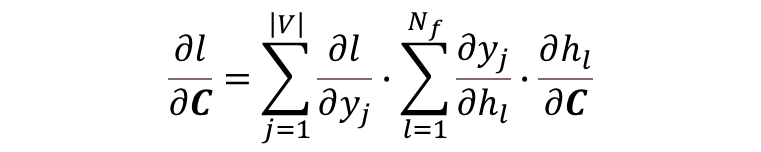 ∂l/∂𝑪 = ∑_{j=1}^{|V|} ∂l/∂y_j · ∑_{l=1}^{N_f} ∂y_j/∂h_l · ∂h_l/∂𝑪